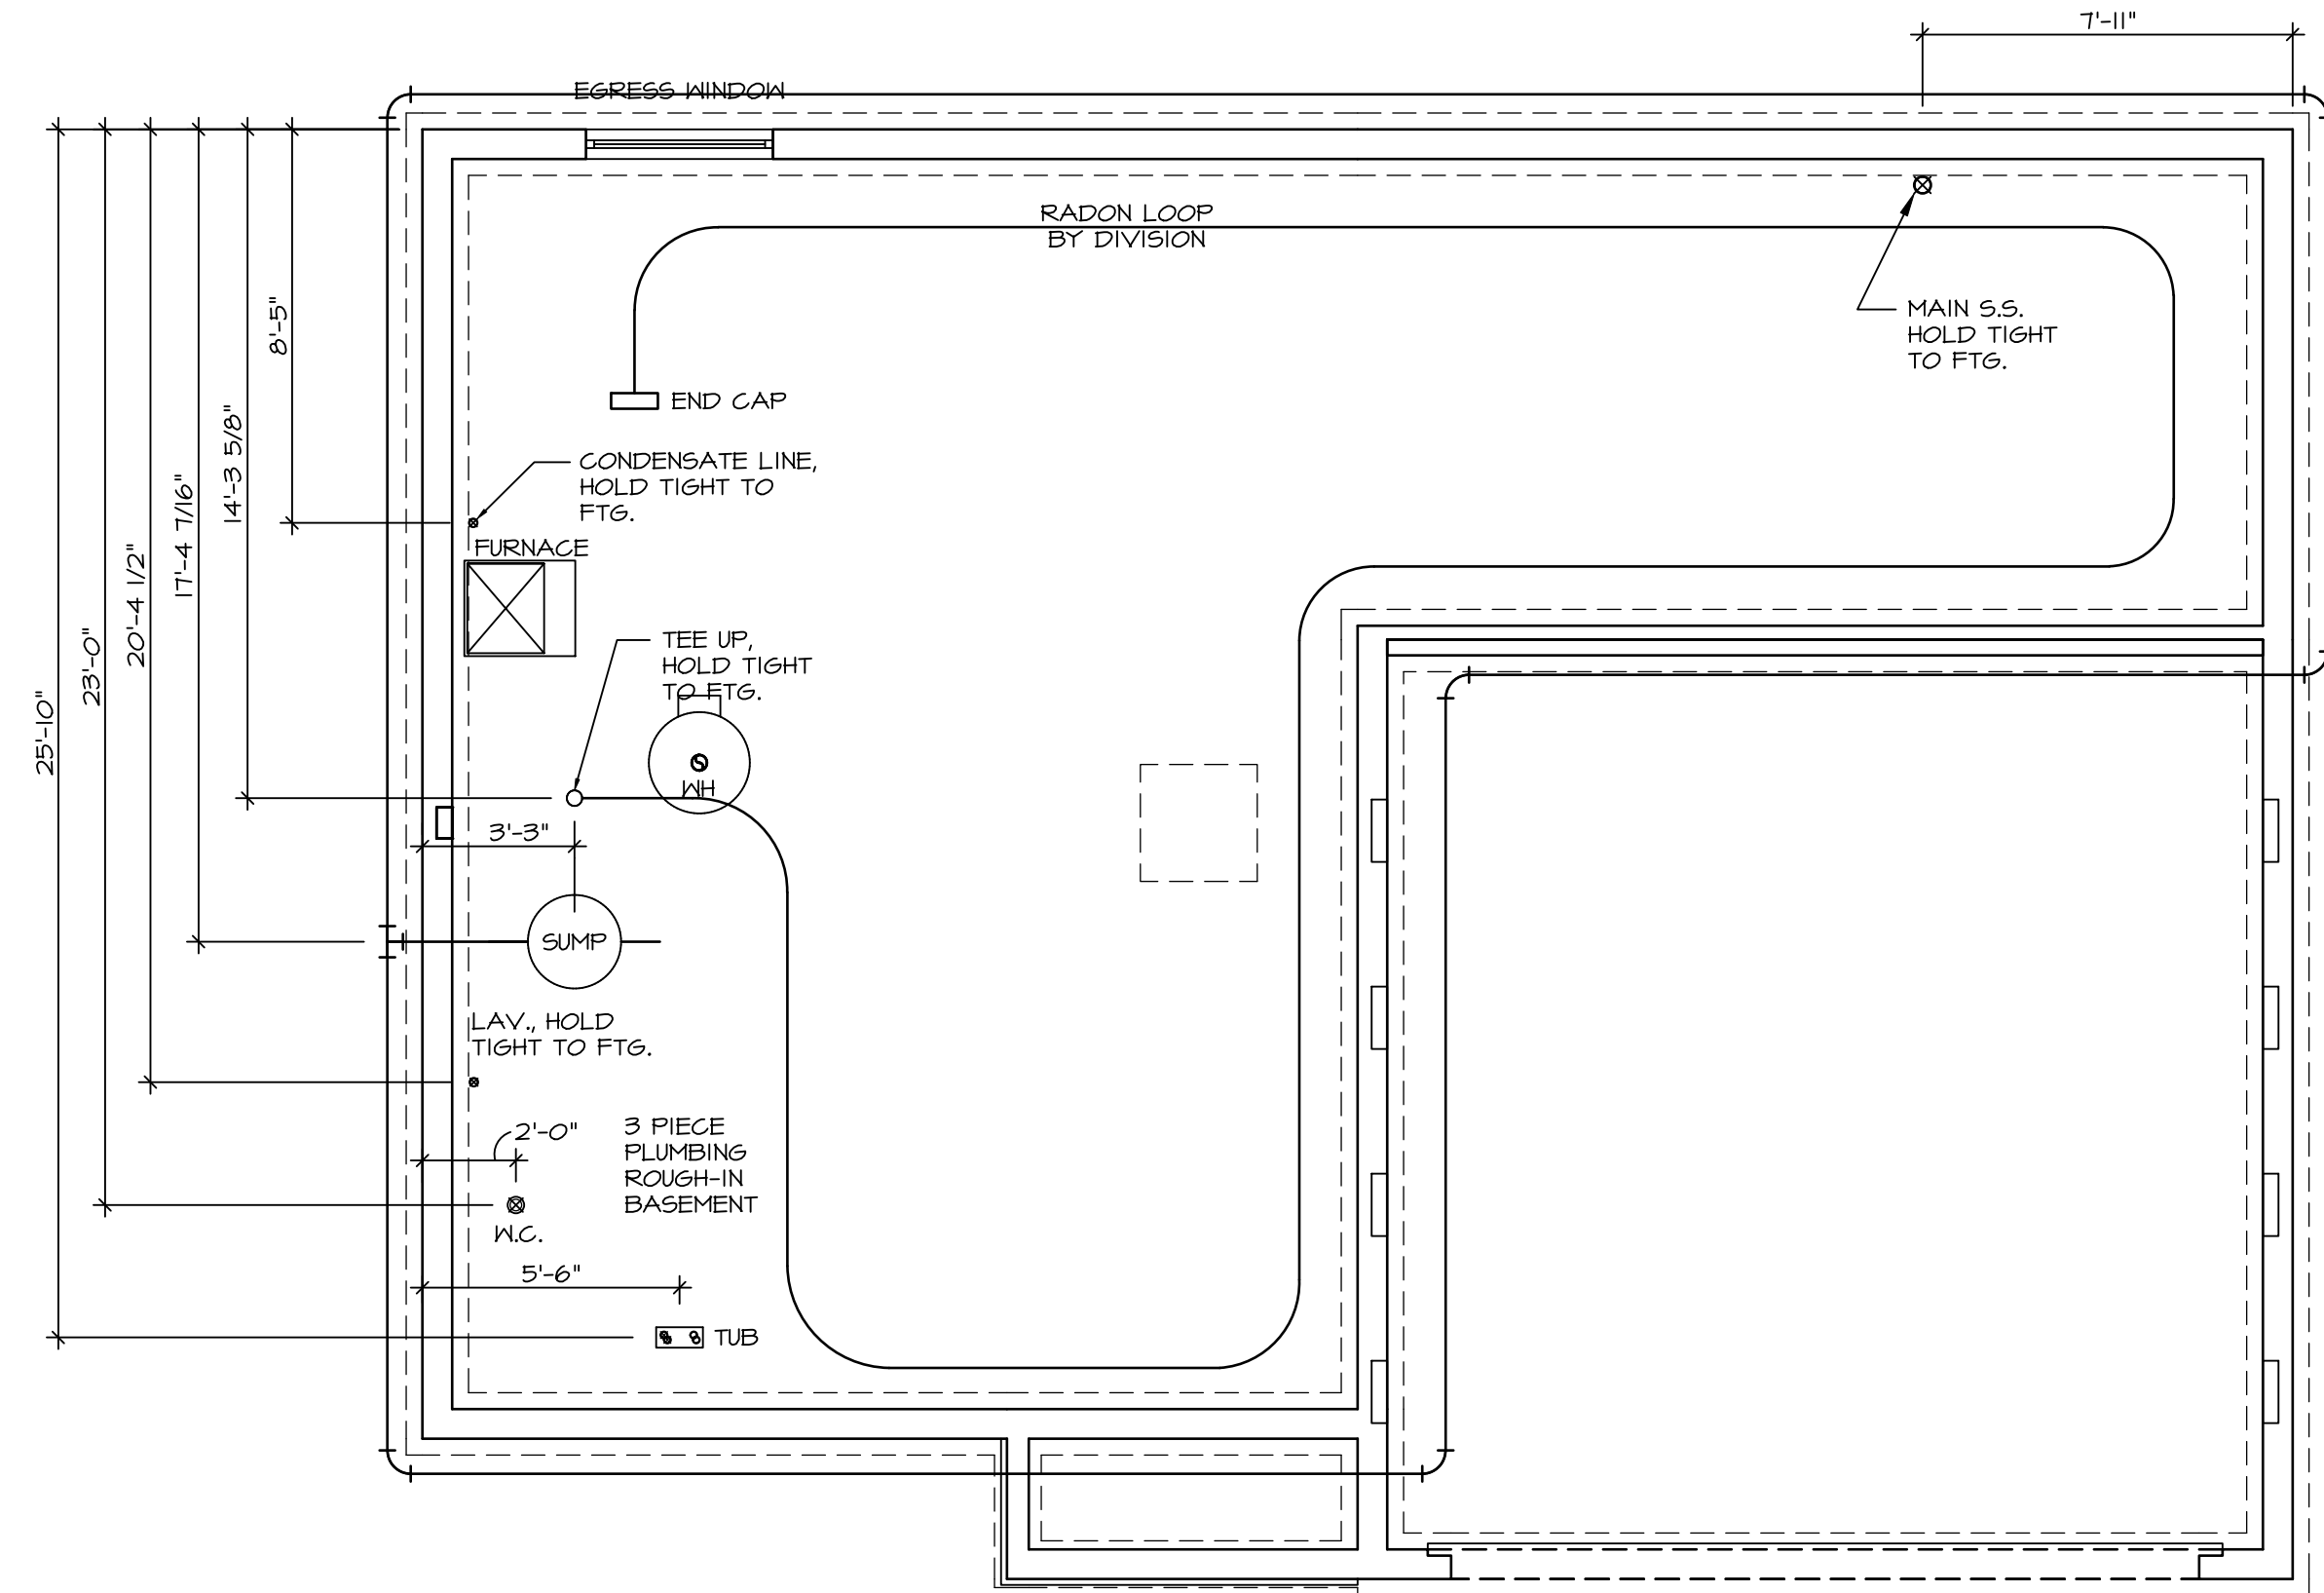 7'-11"
EGRESS WINDOW
RADON LOOP
BY DIVISION
MAIN S.S.
HOLD TIGHT
TO FTG.
8'-5"
END CAP
14'-3 5/8"
CONDENSATE LINE,
HOLD TIGHT TO
FTG.
17'-4 7/16"
FURNACE
20'-4 1/2"
TEE UP,
HOLD TIGHT
TO FTG.
23'-0"
25'-10"
WH
3'-3"
SUMP
LAV., HOLD
TIGHT TO FTG.
2'-0"
3 PIECE
PLUMBING
ROUGH-IN
BASEMENT
W.C.
5'-6"
TUB